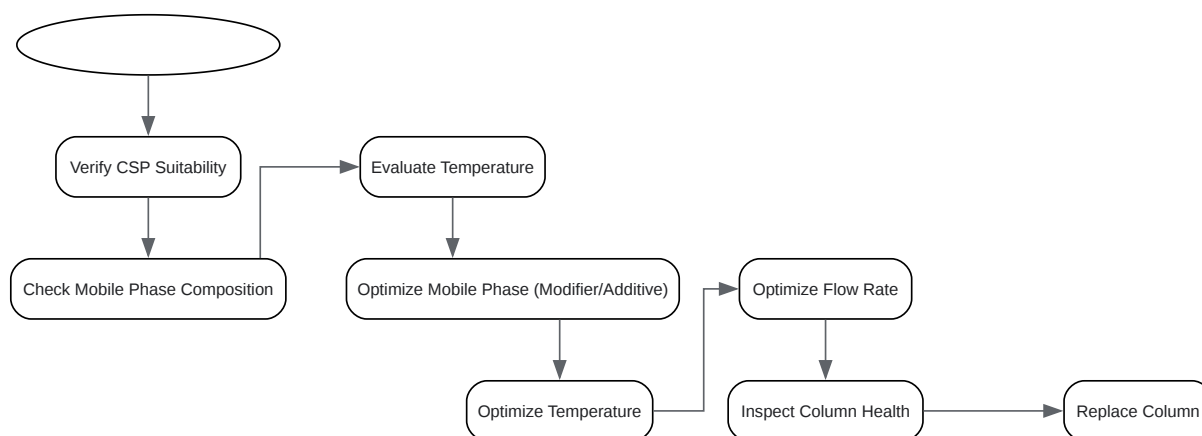 Verify CSP Suitability
Evaluate Temperature
Check Mobile Phase Composition
Optimize Mobile Phase (Modifier/Additive)
Optimize Flow Rate
Optimize Temperature
Inspect Column Health
Replace Column